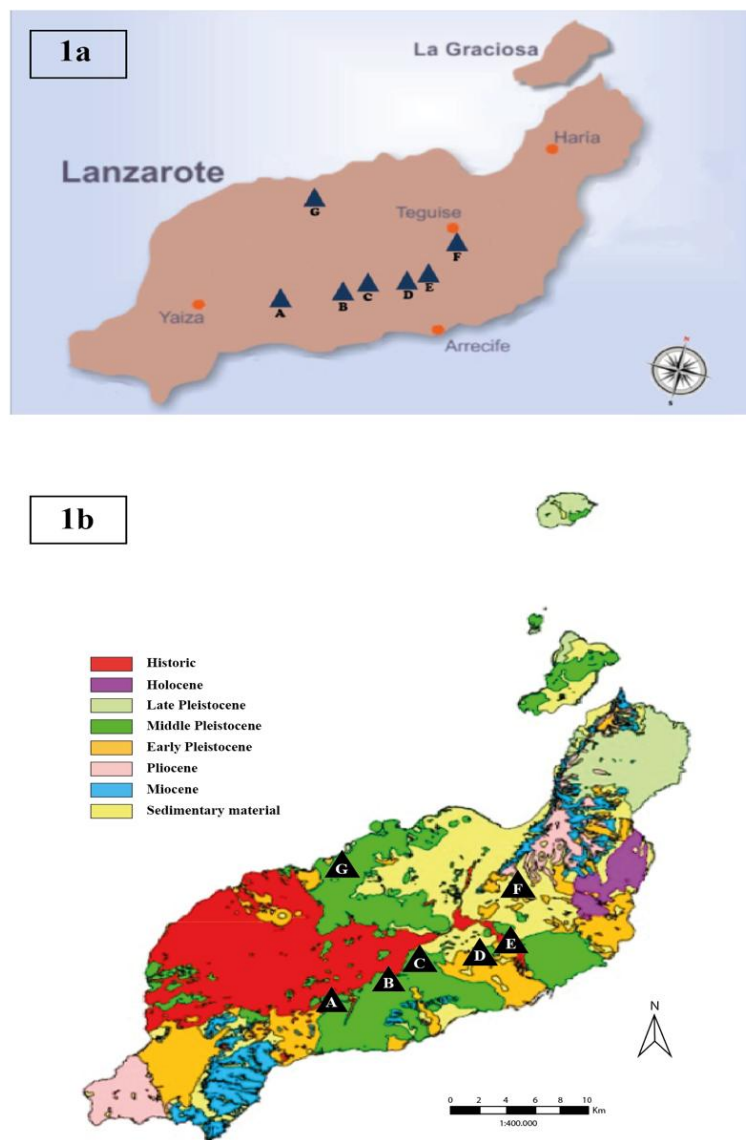 1a
La Graciosa
Haría
Lanzarote
Teguise
G
F
E
D
C
B
A
Yaiza
Arrecife
N
S
1b
Historic
Holocene
Late Pleistocene
Middle Pleistocene
Early Pleistocene
Pliocene
Miocene
Sedimentary material
G
F
E
D
C
B
A
N
0 2 4 6 8 10
Km
1:400.000